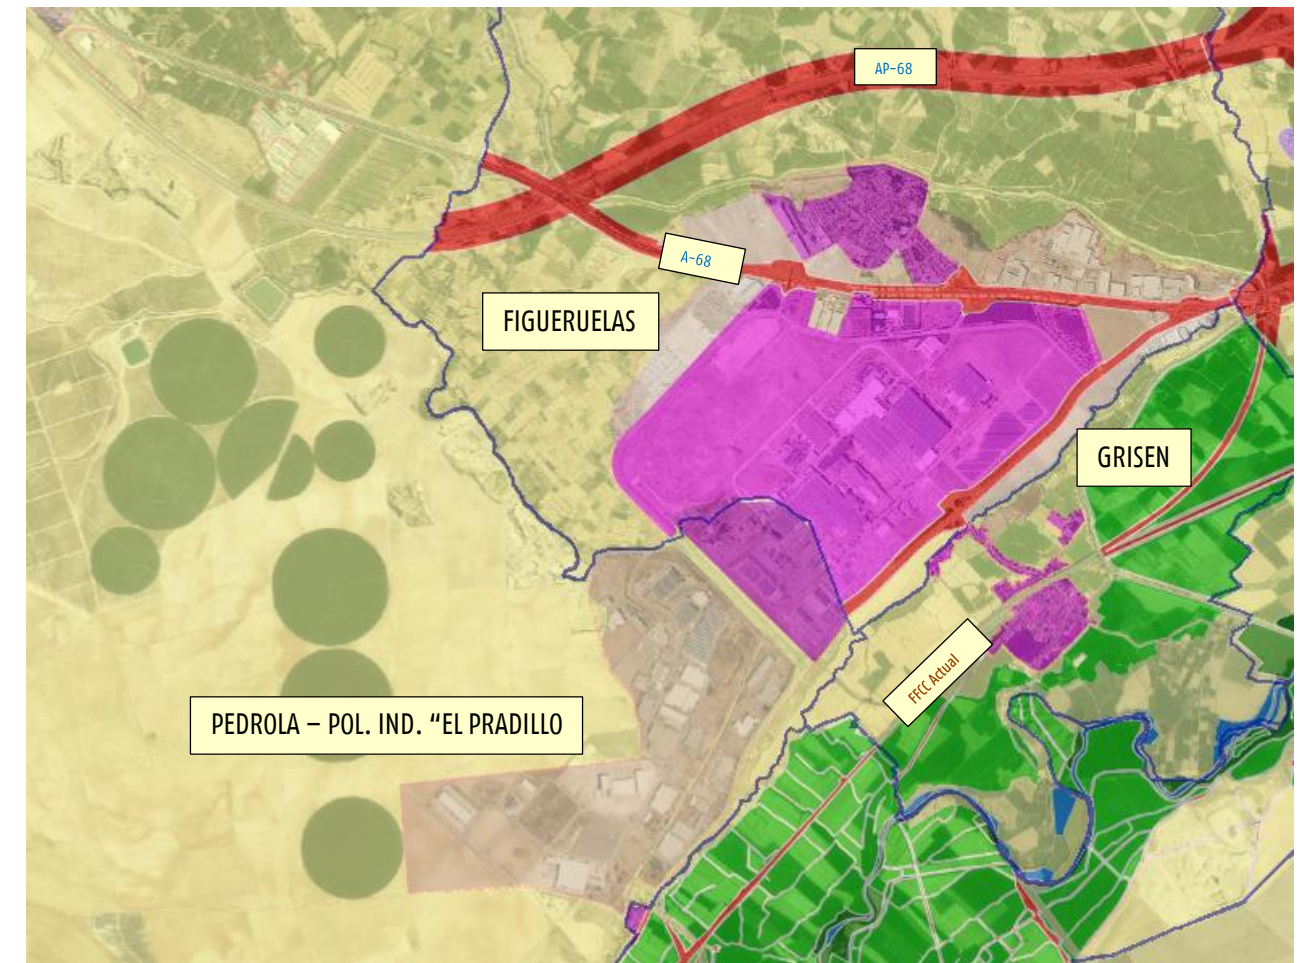 AP-68
A-68
FIGUERUELAS
GRISEN
FFCC Actual
PEDROLA – POL. IND. “EL PRADILLO